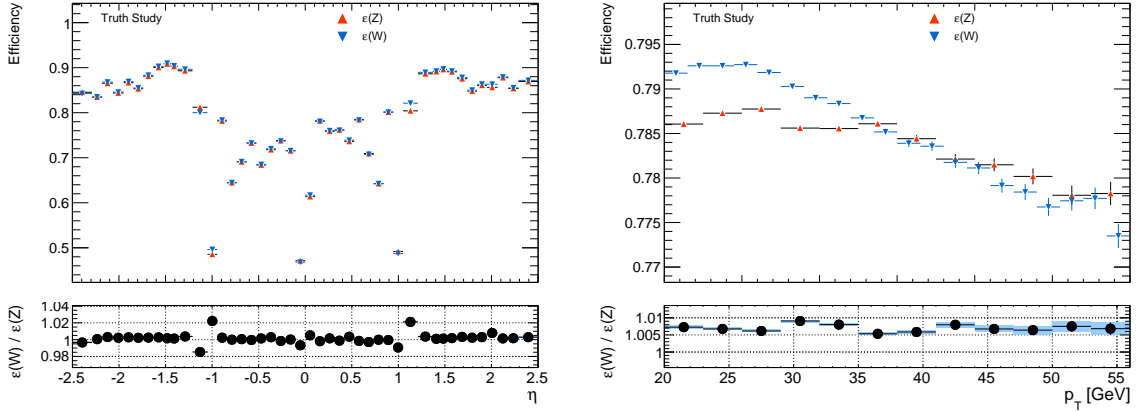 Efficiency
Truth Study
ε(Z)
ε(W)
1
0.9
0.8
0.7
0.6
0.5
ε(W) / ε(Z)
1.04
1.02
1
0.98
-2.5 -2 -1.5 -1 -0.5 0 0.5 1 1.5 2 2.5
η
Efficiency
Truth Study
ε(Z)
ε(W)
0.795
0.79
0.785
0.78
0.775
0.77
ε(W) / ε(Z)
1.01
1.005
1
20 25 30 35 40 45 50 55
p_T [GeV]